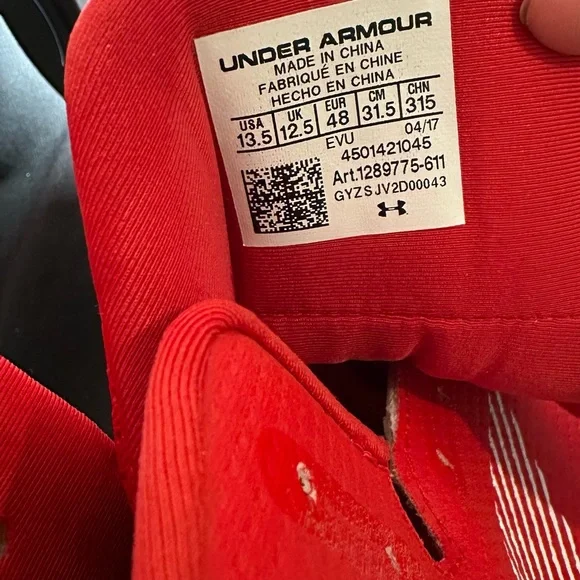 UNDER ARMOUR
MADE IN CHINA
FABRIQUÉ EN CHINE
HECHO EN CHINA
USA UK EUR CM CHN
13.5 12.5 48 31.5 315
EVU 04/17
4501421045
Art.1289775-611
GYZSJV2D00043